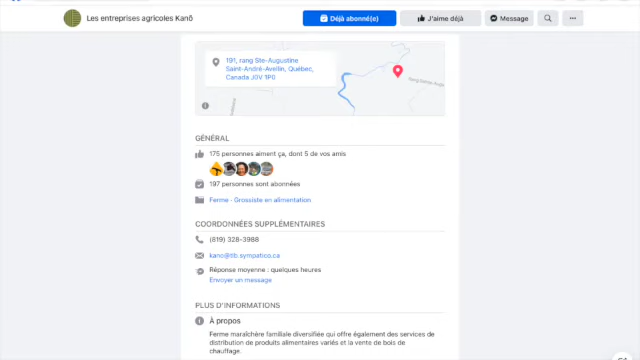 Les entreprises agricoles Kanô
Déjà abonné(e)
J'aime déjà
Message
191, rang Ste-Augustine
Saint-André-Avellin, Québec,
Canada J0V 1P0.
GÉNÉRAL
175 personnes aiment ça, dont 5 de vos amis
197 personnes sont abonnées
Ferme · Grossiste en alimentation
COORDONNÉES SUPPLÉMENTAIRES
(819) 328-3988
kano@ttb.sympatico.ca
Réponse moyenne : quelques heures
Envoyer un message
PLUS D'INFORMATIONS
À propos
Ferme maraîchère familiale diversifiée qui offre également des services de
distribution de produits alimentaires variés et la vente de bois de
chauffage.